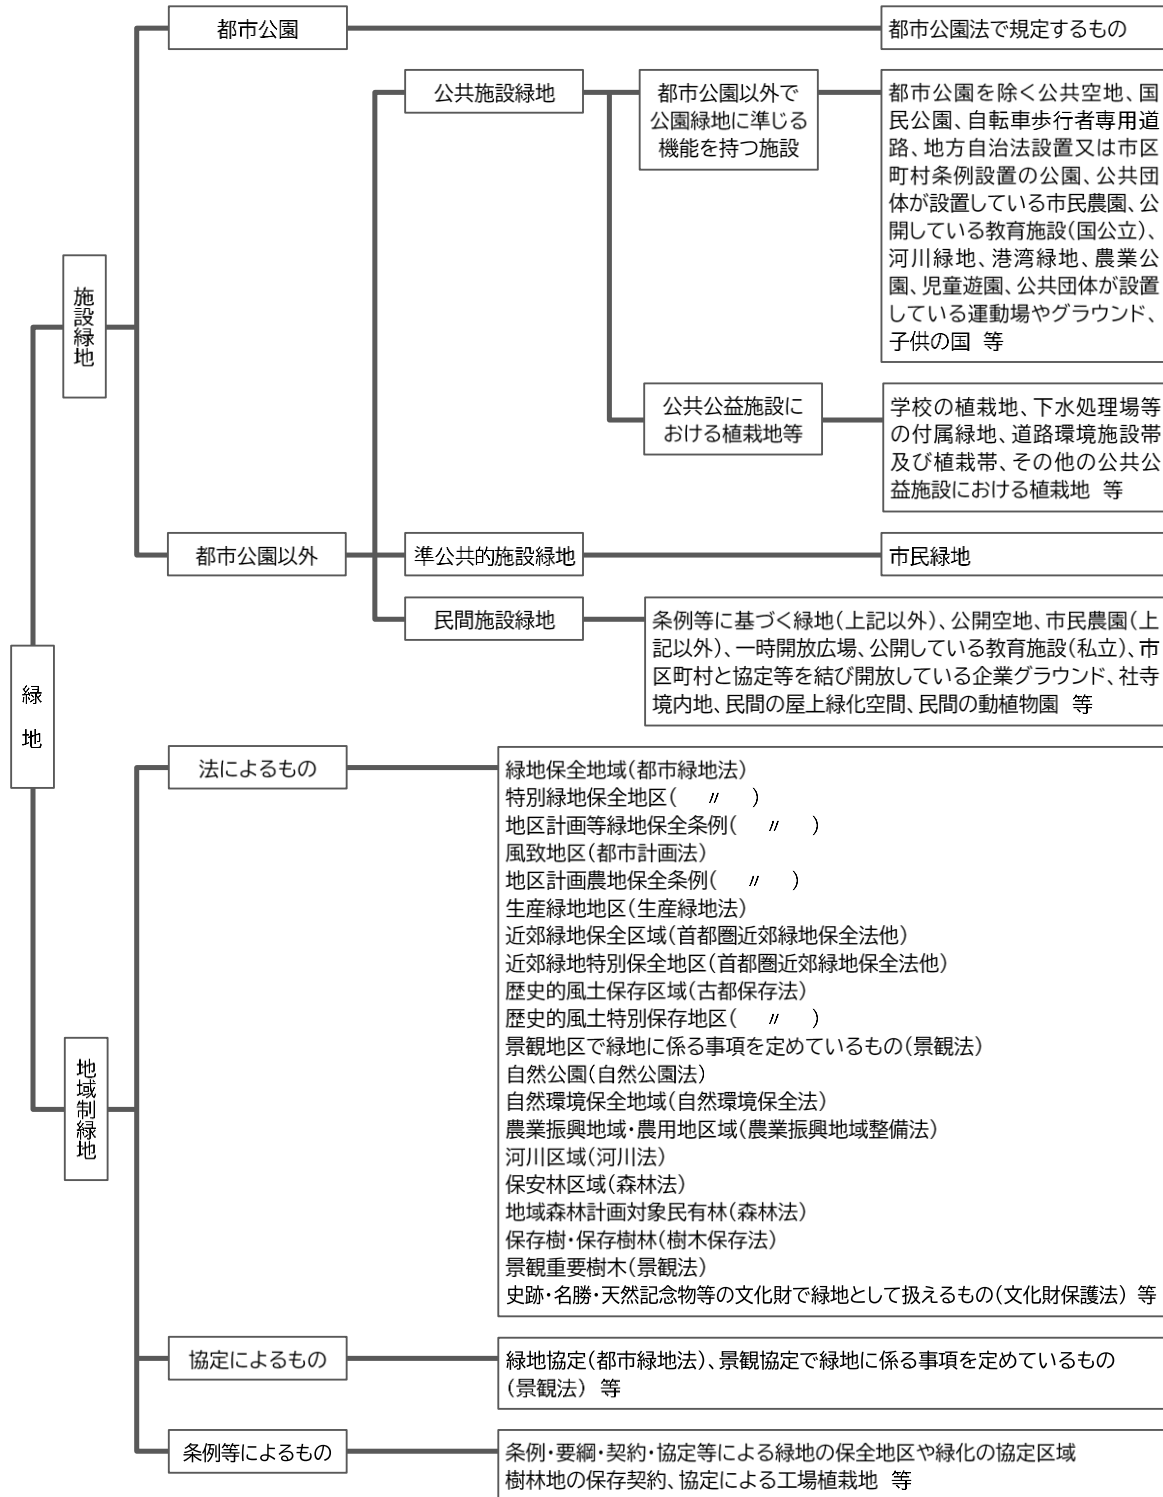 都市公園
都市公園法で規定するもの
公共施設緑地
都市公園以外で
公園緑地に準じる
機能を持つ施設
都市公園を除く公共空地、国
民公園、自転車歩行者専用道
路、地方自治法設置又は市区
町村条例設置の公園、公共団
体が設置している市民農園、公
開している教育施設(国公立)、
河川緑地、港湾緑地、農業公
園、児童遊園、公共団体が設置
している運動場やグラウンド、
子供の国 等
施設緑地
公共公益施設に
おける植栽地等
学校の植栽地、下水処理場等
の付属緑地、道路環境施設帯
及び植栽帯、その他の公共公
益施設における植栽地 等
都市公園以外
準公共的施設緑地
市民緑地
民間施設緑地
条例等に基づく緑地(上記以外)、公開空地、市民農園(上
記以外)、一時開放広場、公開している教育施設(私立)、市
区町村と協定等を結び開放している企業グラウンド、社寺
境内地、民間の屋上緑化空間、民間の動植物園 等
緑地
法によるもの
緑地保全地域(都市緑地法)
特別緑地保全地区( 〃 )
地区計画等緑地保全条例( 〃 )
風致地区(都市計画法)
地区計画農地保全条例( 〃 )
生産緑地地区(生産緑地法)
近郊緑地保全区域(首都圏近郊緑地保全法他)
近郊緑地特別保全地区(首都圏近郊緑地保全法他)
歴史的風土保存区域(古都保存法)
歴史的風土特別保存地区( 〃 )
景観地区で緑地に係る事項を定めているもの(景観法)
自然公園(自然公園法)
自然環境保全地域(自然環境保全法)
農業振興地域・農用地区域(農業振興地域整備法)
河川区域(河川法)
保安林区域(森林法)
地域森林計画対象民有林(森林法)
保存樹・保存樹林(樹木保存法)
景観重要樹木(景観法)
史跡・名勝・天然記念物等の文化財で緑地として扱えるもの(文化財保護法) 等
地域制緑地
協定によるもの
緑地協定(都市緑地法)、景観協定で緑地に係る事項を定めているもの
(景観法) 等
条例等によるもの
条例・要綱・契約・協定等による緑地の保全地区や緑化の協定区域
樹林地の保存契約、協定による工場植栽地 等